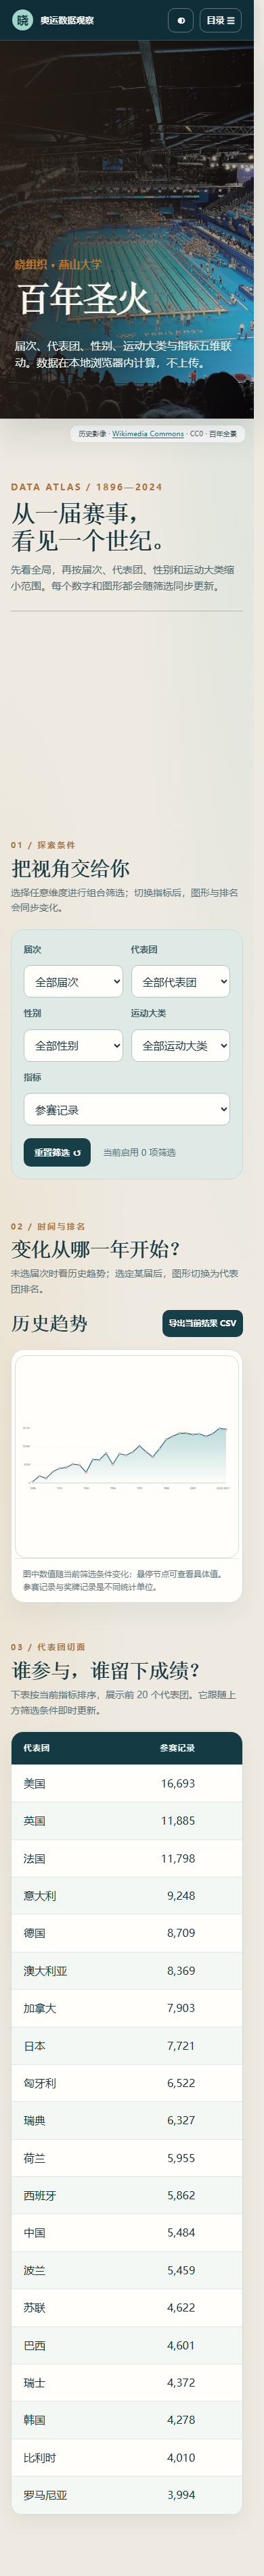 晓 奥运数据观察 目录 ☰
晓组织 · 燕山大学
百年圣火
届次、代表团、性别、运动大类与指标五维联
动。数据在本地浏览器内计算，不上传。
历史影像 · Wikimedia Commons · CC0 · 百年全景
DATA ATLAS / 1896—2024
从一届赛事，
看见一个世纪。
先看全局，再按届次、代表团、性别和运动大类缩
小范围。每个数字和图形都会随筛选同步更新。
01 / 探索条件
把视角交给你
选择任意维度进行组合筛选；切换指标后，图形与排名
会同步变化。
届次 代表团
全部届次 全部代表团
性别 运动大类
全部性别 全部运动大类
指标
参赛记录
重置筛选 ↺ 当前启用 0 项筛选
02 / 时间与排名
变化从哪一年开始？
未选届次时看历史趋势；选定某届后，图形切换为代表
团排名。
历史趋势 导出当前结果 CSV
图中数值随当前筛选条件变化；悬停节点可查看具体值。
参赛记录与奖牌记录是不同统计单位。
03 / 代表团切面
谁参与，谁留下成绩？
下表按当前指标排序，展示前 20 个代表团。它跟随上
方筛选条件即时更新。
代表团 参赛记录
美国 16,693
英国 11,885
法国 11,798
意大利 9,248
德国 8,709
澳大利亚 8,369
加拿大 7,903
日本 7,721
匈牙利 6,522
瑞典 6,327
荷兰 5,955
西班牙 5,862
中国 5,484
波兰 5,459
苏联 4,622
巴西 4,601
瑞士 4,372
韩国 4,278
比利时 4,010
罗马尼亚 3,994